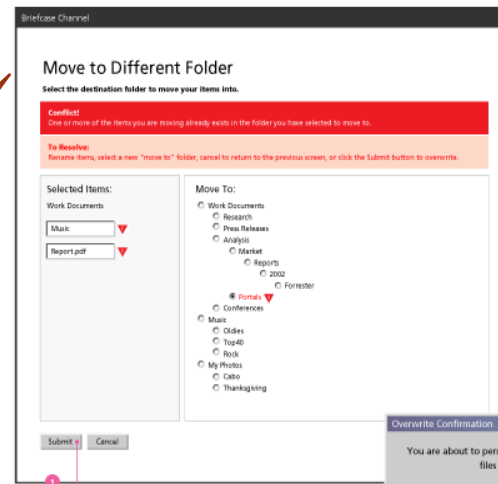 Briefcase Channel
Move to Different Folder
Select the destination folder to move your items into.
Conflict!
One or more of the items you are moving already exists in the folder you have selected to move to.
To Resolve:
Rename items, select a new "move to" folder, cancel to return to the previous screen, or click the Submit button to overwrite.
Selected Items:
Work Documents
Music
Report.pdf
Move To:
Work Documents
Research
Press Releases
Analysis
Market
Reports
2002
Forrester
Portals
Conferences
Music
Oldies
Top40
Rock
My Photos
Cabo
Thanksgiving
Submit Cancel
1
Overwrite Confirmation
You are about to per
files